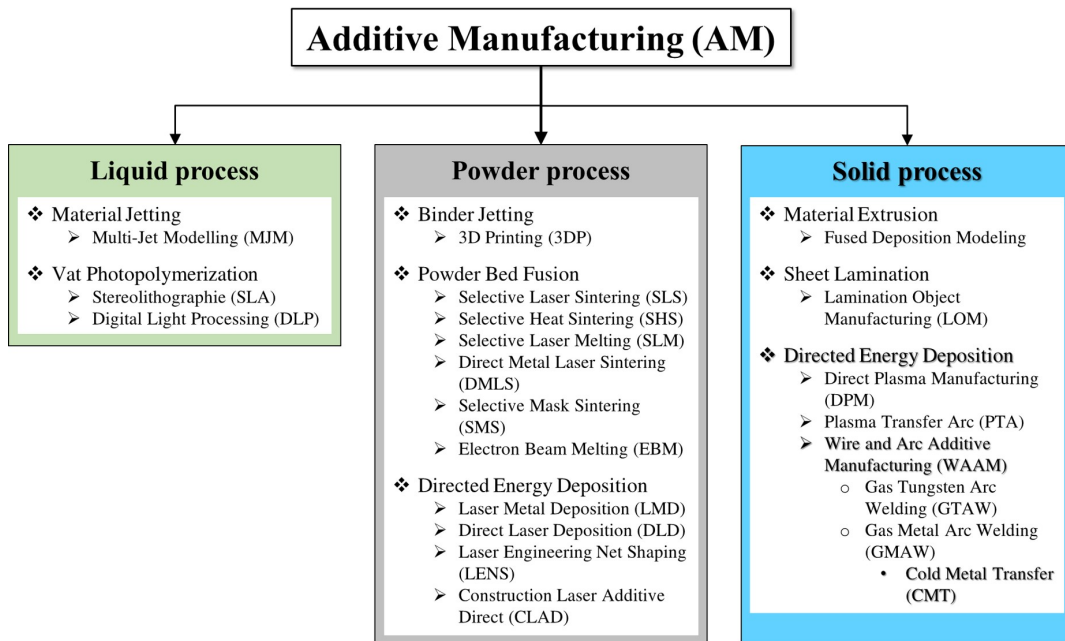 Additive Manufacturing (AM)
Liquid process
❖ Material Jetting
➢ Multi-Jet Modelling (MJM)
❖ Vat Photopolymerization
➢ Stereolithographie (SLA)
➢ Digital Light Processing (DLP)
Powder process
❖ Binder Jetting
➢ 3D Printing (3DP)
❖ Powder Bed Fusion
➢ Selective Laser Sintering (SLS)
➢ Selective Heat Sintering (SHS)
➢ Selective Laser Melting (SLM)
➢ Direct Metal Laser Sintering
(DMLS)
➢ Selective Mask Sintering
(SMS)
➢ Electron Beam Melting (EBM)
❖ Directed Energy Deposition
➢ Laser Metal Deposition (LMD)
➢ Direct Laser Deposition (DLD)
➢ Laser Engineering Net Shaping
(LENS)
➢ Construction Laser Additive
Direct (CLAD)
Solid process
❖ Material Extrusion
➢ Fused Deposition Modeling
❖ Sheet Lamination
➢ Lamination Object
Manufacturing (LOM)
❖ Directed Energy Deposition
➢ Direct Plasma Manufacturing
(DPM)
➢ Plasma Transfer Arc (PTA)
➢ Wire and Arc Additive
Manufacturing (WAAM)
○ Gas Tungsten Arc
Welding (GTAW)
○ Gas Metal Arc Welding
(GMAW)
• Cold Metal Transfer
(CMT)